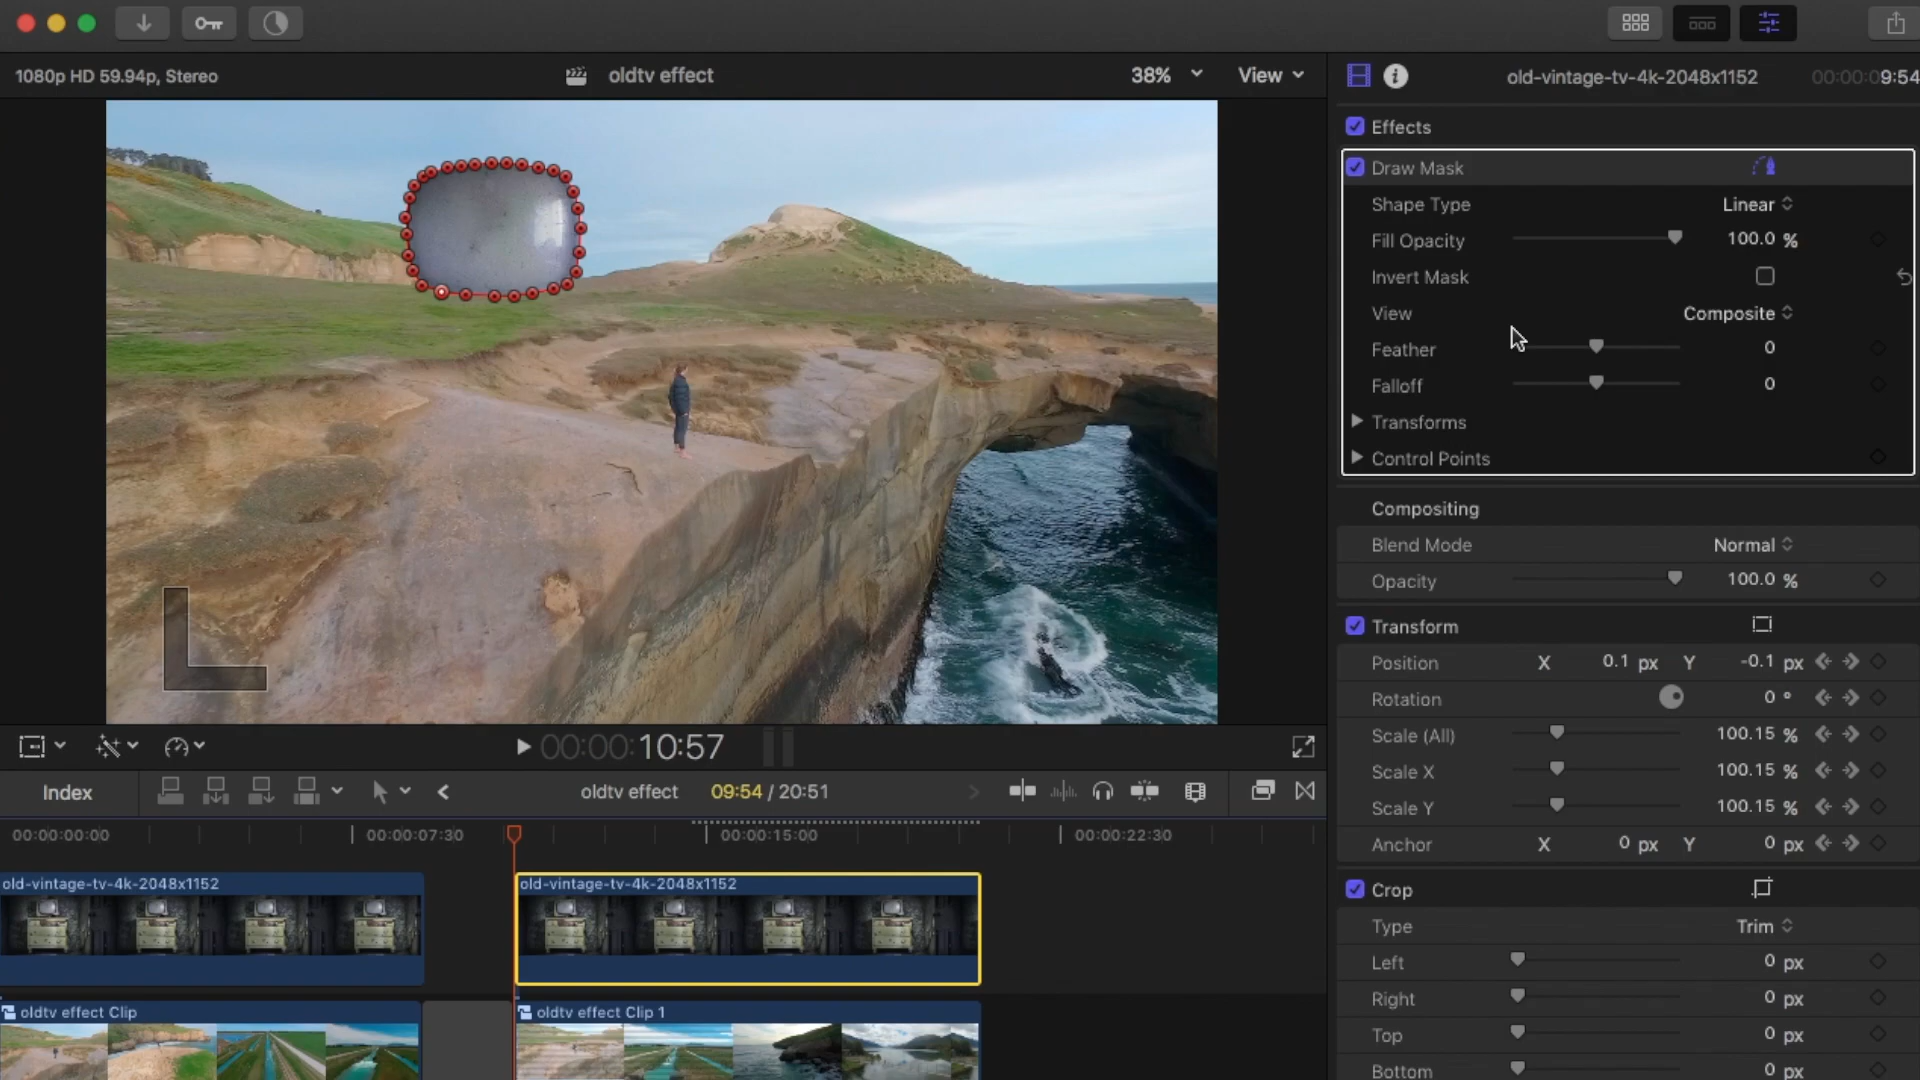 1080p HD 59.94p, Stereo
oldtv effect
38%
View
old-vintage-tv-4k-2048x1152
00:00:09:54
Effects
Draw Mask
Shape Type
Linear
Fill Opacity
100.0 %
Invert Mask
View
Composite
Feather
0
Falloff
0
Transforms
Control Points
Compositing
Blend Mode
Normal
Opacity
100.0 %
Transform
Position
X 0.1 px Y -0.1 px
Rotation
0 °
Scale (All)
100.15 %
Scale X
100.15 %
Scale Y
100.15 %
Anchor
X 0 px Y 0 px
Crop
Type
Trim
Left
0 px
Right
0 px
Top
0 px
Bottom
0 px
00:00:10:57
Index
oldtv effect
09:54 / 20:51
00:00:00:00
00:00:07:30
00:00:15:00
00:00:22:30
old-vintage-tv-4k-2048x1152
old-vintage-tv-4k-2048x1152
oldtv effect Clip
oldtv effect Clip 1